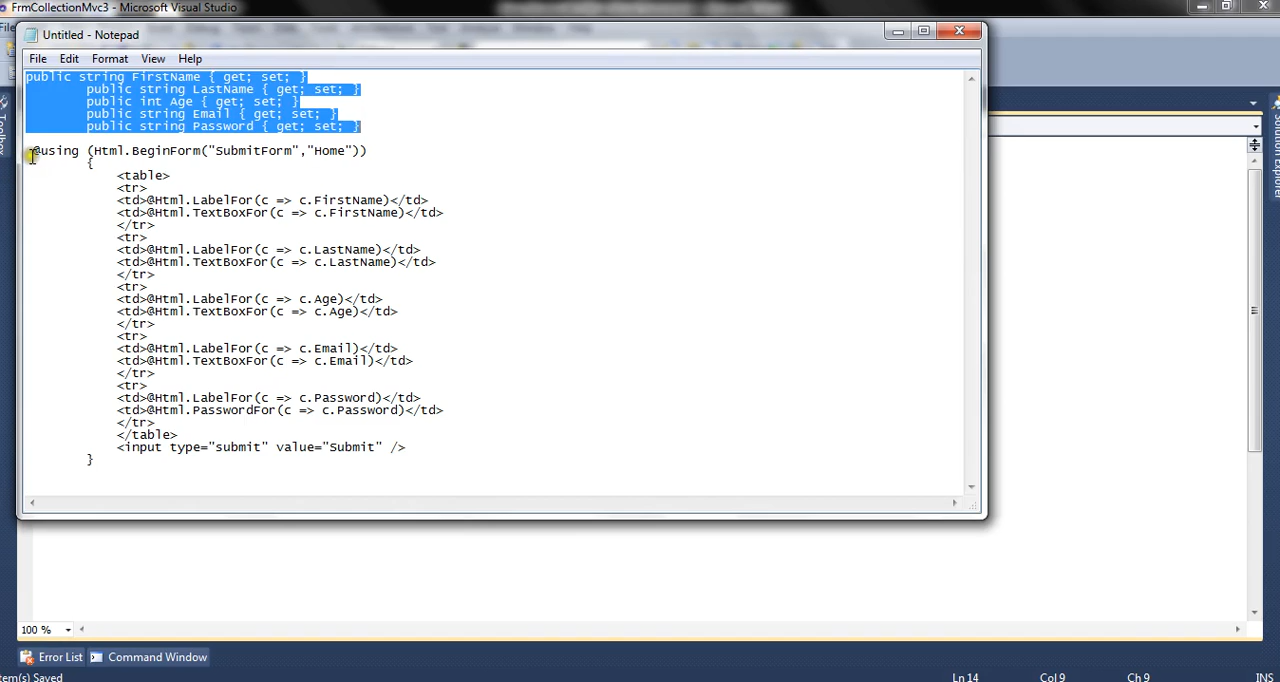 FrmCollectionMvc3 - Microsoft Visual Studio
Untitled - Notepad
File Edit Format View Help
public string FirstName { get; set; }
public string LastName { get; set; }
public int Age { get; set; }
public string Email { get; set; }
public string Password { get; set; }
@using (Html.BeginForm("SubmitForm","Home"))
{
<table>
<tr>
<td>@Html.LabelFor(c => c.FirstName)</td>
<td>@Html.TextBoxFor(c => c.FirstName)</td>
</tr>
<tr>
<td>@Html.LabelFor(c => c.LastName)</td>
<td>@Html.TextBoxFor(c => c.LastName)</td>
</tr>
<tr>
<td>@Html.LabelFor(c => c.Age)</td>
<td>@Html.TextBoxFor(c => c.Age)</td>
</tr>
<tr>
<td>@Html.LabelFor(c => c.Email)</td>
<td>@Html.TextBoxFor(c => c.Email)</td>
</tr>
<tr>
<td>@Html.LabelFor(c => c.Password)</td>
<td>@Html.PasswordFor(c => c.Password)</td>
</tr>
</table>
<input type="submit" value="Submit" />
}
Toolbox
Solution Explorer
100 %
Error List Command Window
tem(s) Saved Ln 14 Col 9 Ch 9 INS